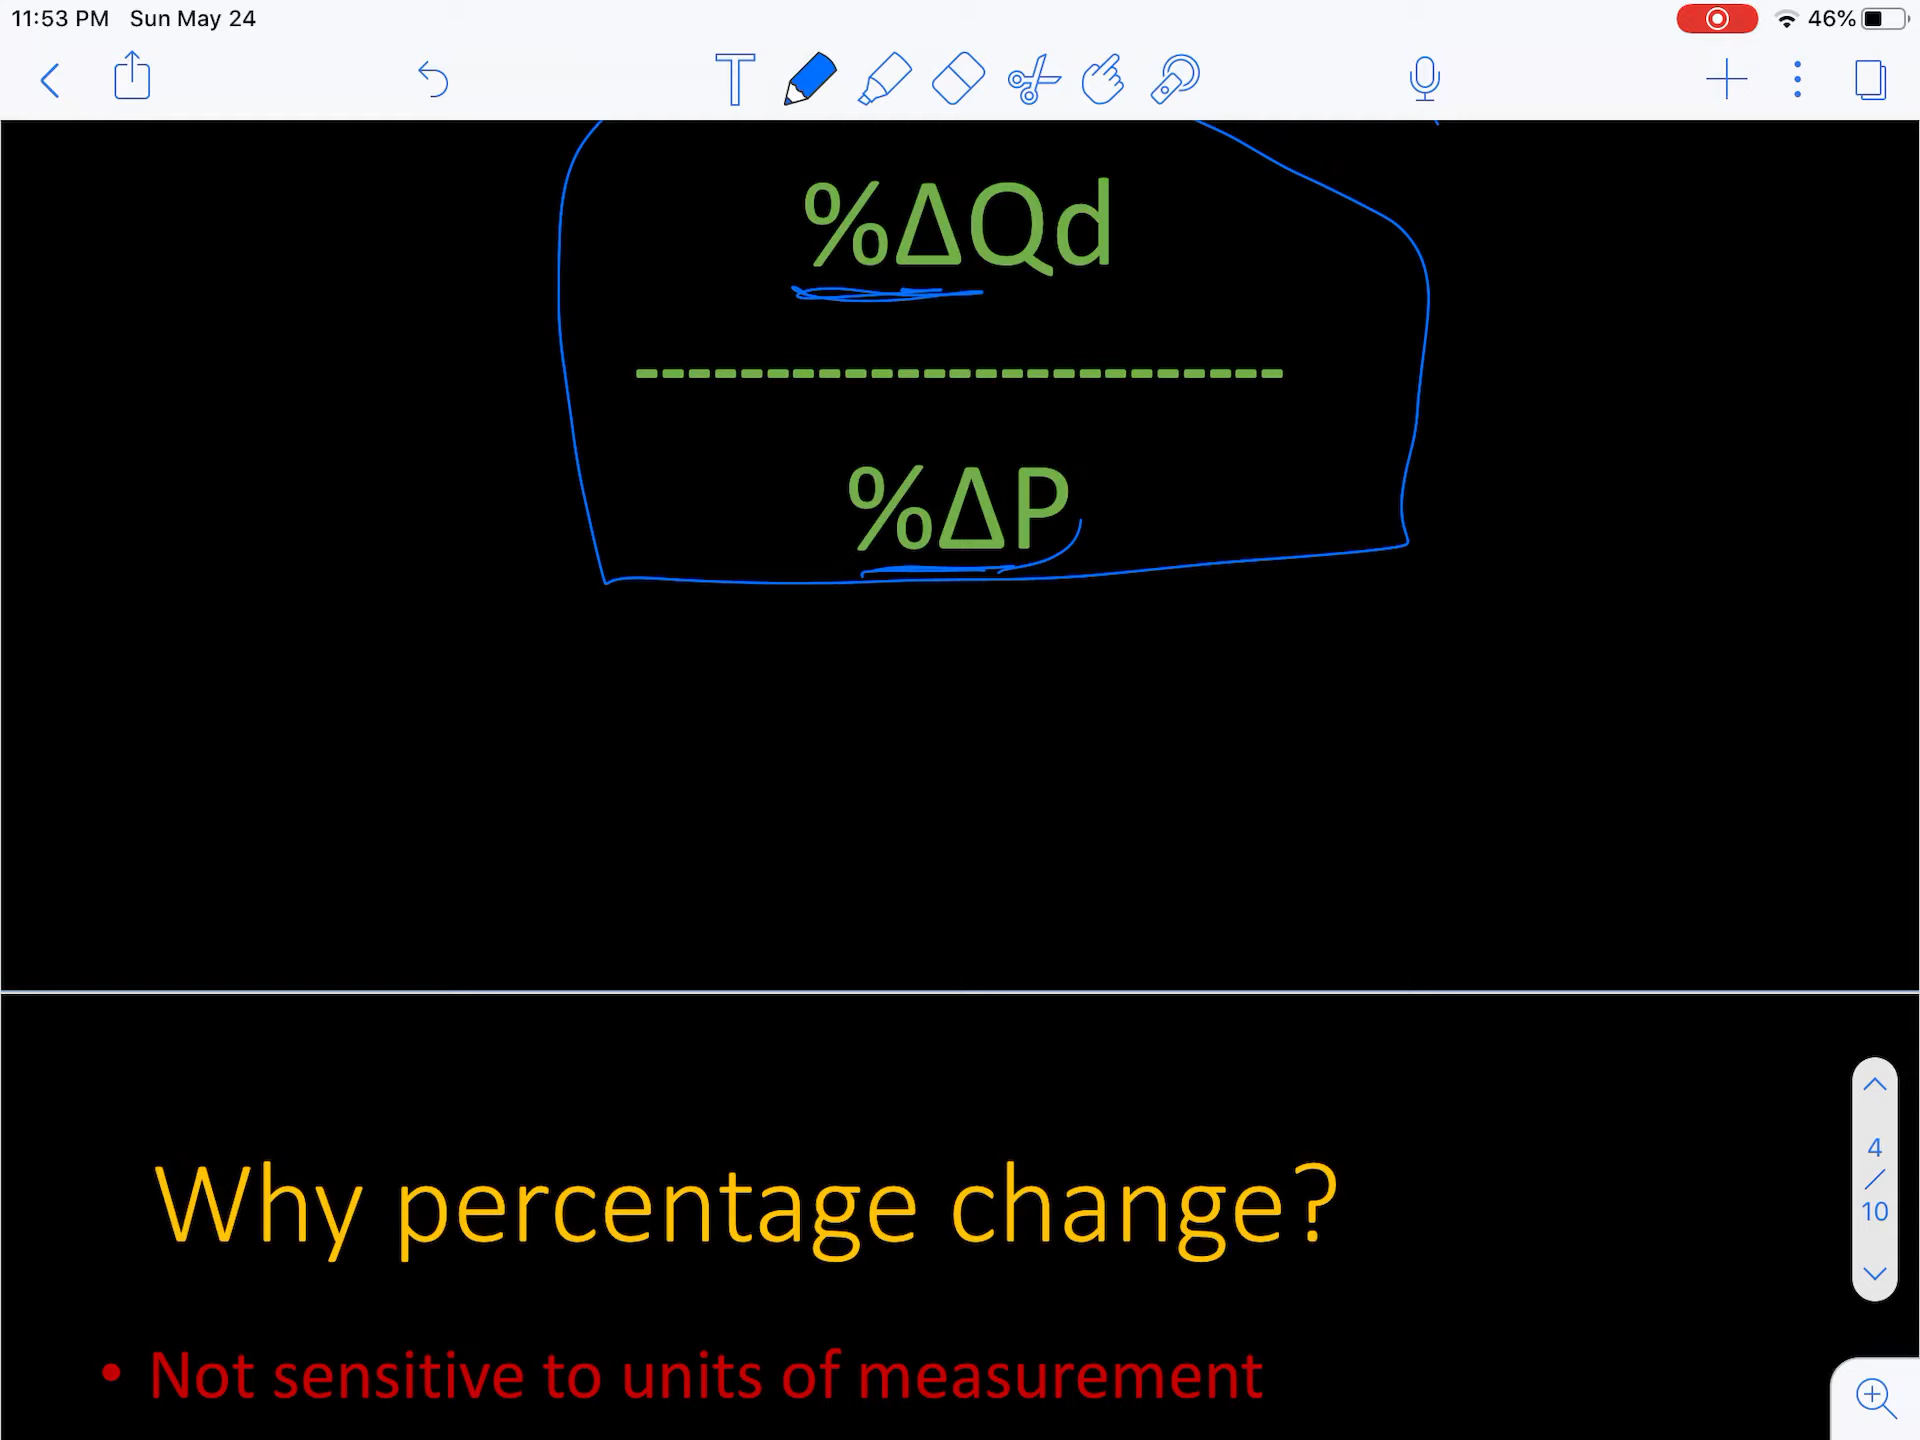 11:53 PM Sun May 24
46%
T
%ΔQd
-------------------------
%ΔP
Why percentage change?
• Not sensitive to units of measurement
4
/
10